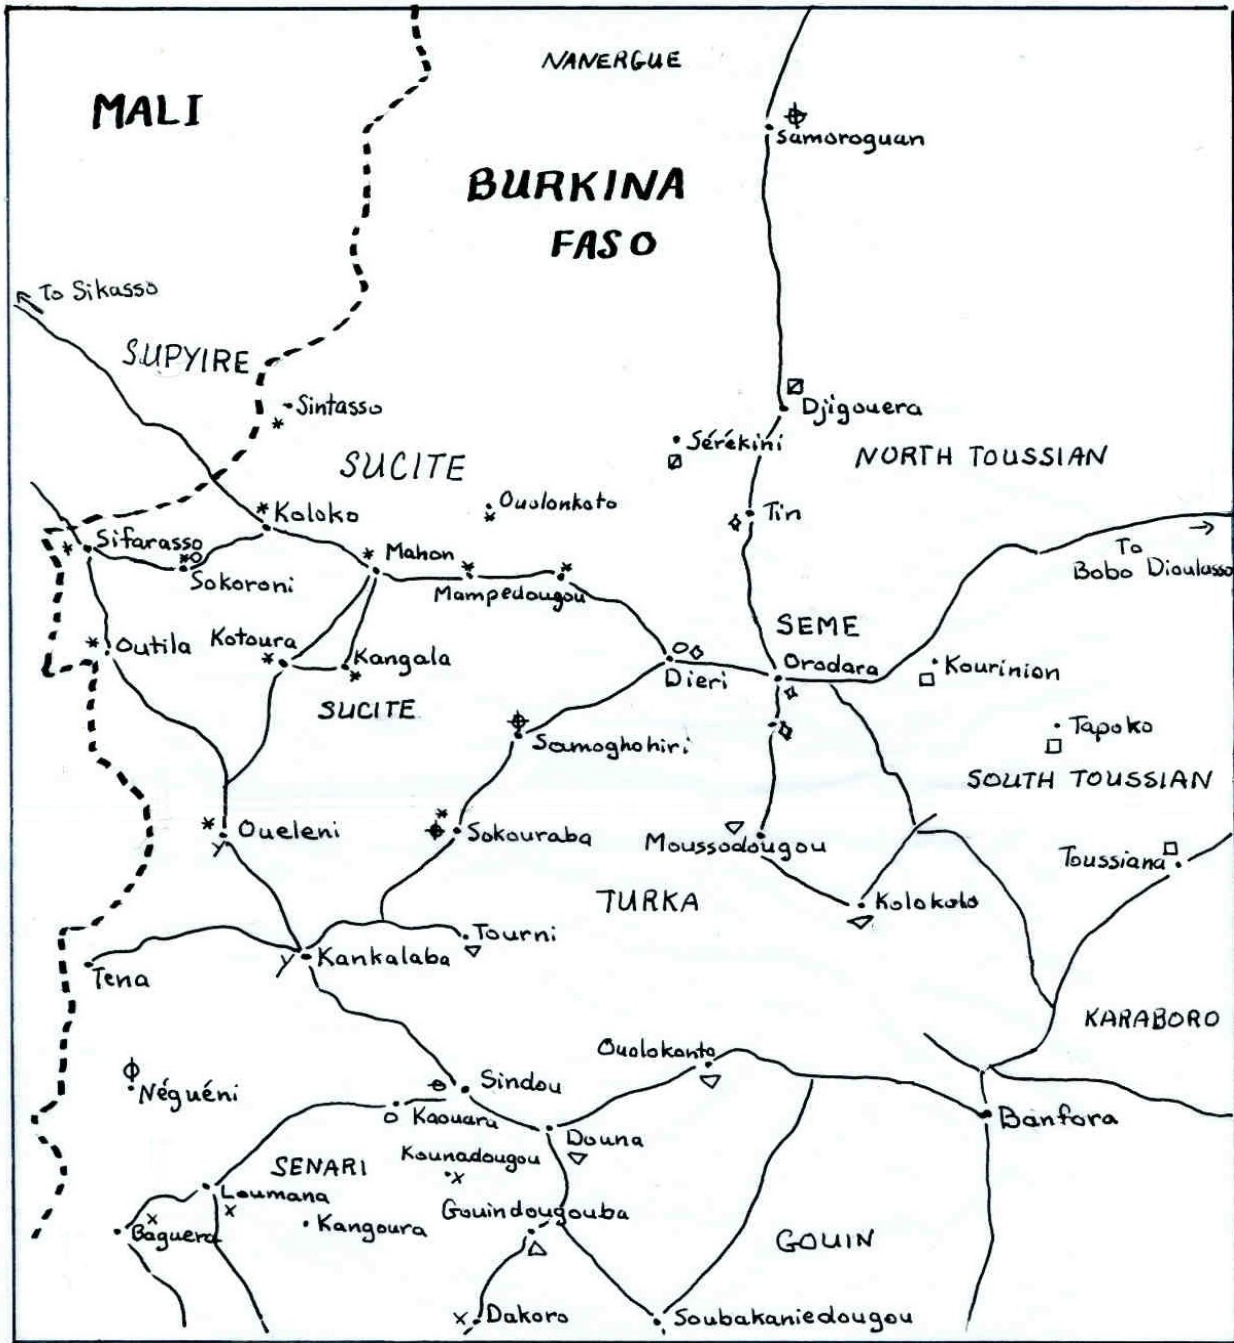 NANERGUE
MALI
Samoroguan
BURKINA
FASO
To Sikasso
SUPYIRE
Sintasso
Djigouera
Sérékini
NORTH TOUSSIAN
SUCITE
Ouolonkoto
Koloko
Tin
Sifarasso
Mahon
To
Bobo Dioulasso
Sokoroni
Mampedougou
SEME
Outila
Kotoura
Kangala
Dieri
Orodara
Kourinion
SUCITE
Samoghohiri
Tapoko
SOUTH TOUSSIAN
Oueleni
Sokouraba
Moussodougou
Toussiana
TURKA
Kolokolo
Tourni
Kankalaba
Tena
KARABORO
Ouolokonto
Néguéni
Sindou
Kaouara
Banfora
Douna
Kounadougou
SENARI
Loumana
Gouindougouba
Kangoura
Baguera
GOUIN
Dakoro
Soubakaniedougou